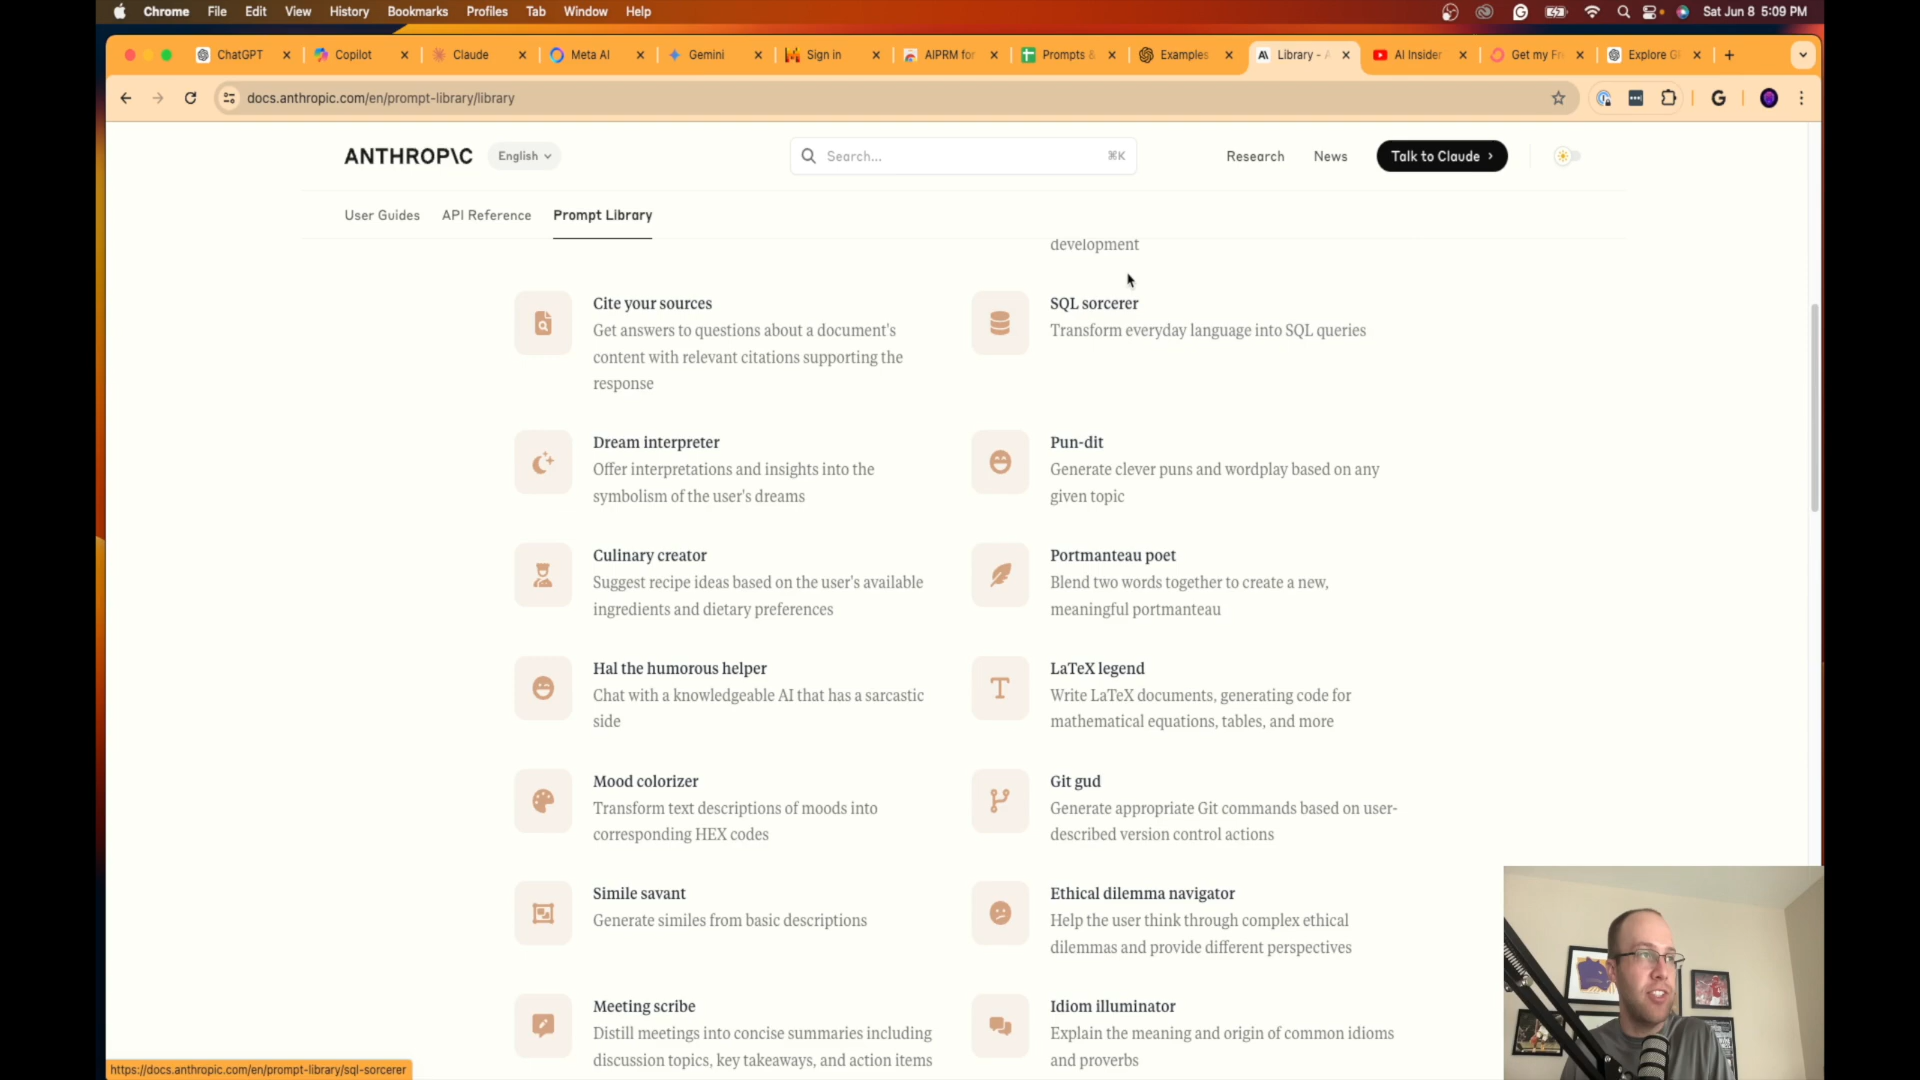 Chrome File Edit View History Bookmarks Profiles Tab Window Help Sat Jun 8 5:09 PM
ChatGPT Copilot Claude Meta AI Gemini Sign in AIPRM for Prompts & Examples Library - AI Insider Get my Fr Explore G
docs.anthropic.com/en/prompt-library/library
ANTHROP\C English Search... ⌘K Research News Talk to Claude ›
User Guides API Reference Prompt Library
development
Cite your sources
Get answers to questions about a document's
content with relevant citations supporting the
response
SQL sorcerer
Transform everyday language into SQL queries
Dream interpreter
Offer interpretations and insights into the
symbolism of the user's dreams
Pun-dit
Generate clever puns and wordplay based on any
given topic
Culinary creator
Suggest recipe ideas based on the user's available
ingredients and dietary preferences
Portmanteau poet
Blend two words together to create a new,
meaningful portmanteau
Hal the humorous helper
Chat with a knowledgeable AI that has a sarcastic
side
LaTeX legend
Write LaTeX documents, generating code for
mathematical equations, tables, and more
Mood colorizer
Transform text descriptions of moods into
corresponding HEX codes
Git gud
Generate appropriate Git commands based on user-
described version control actions
Simile savant
Generate similes from basic descriptions
Ethical dilemma navigator
Help the user think through complex ethical
dilemmas and provide different perspectives
Meeting scribe
Distill meetings into concise summaries including
discussion topics, key takeaways, and action items
Idiom illuminator
Explain the meaning and origin of common idioms
and proverbs
https://docs.anthropic.com/en/prompt-library/sql-sorcerer